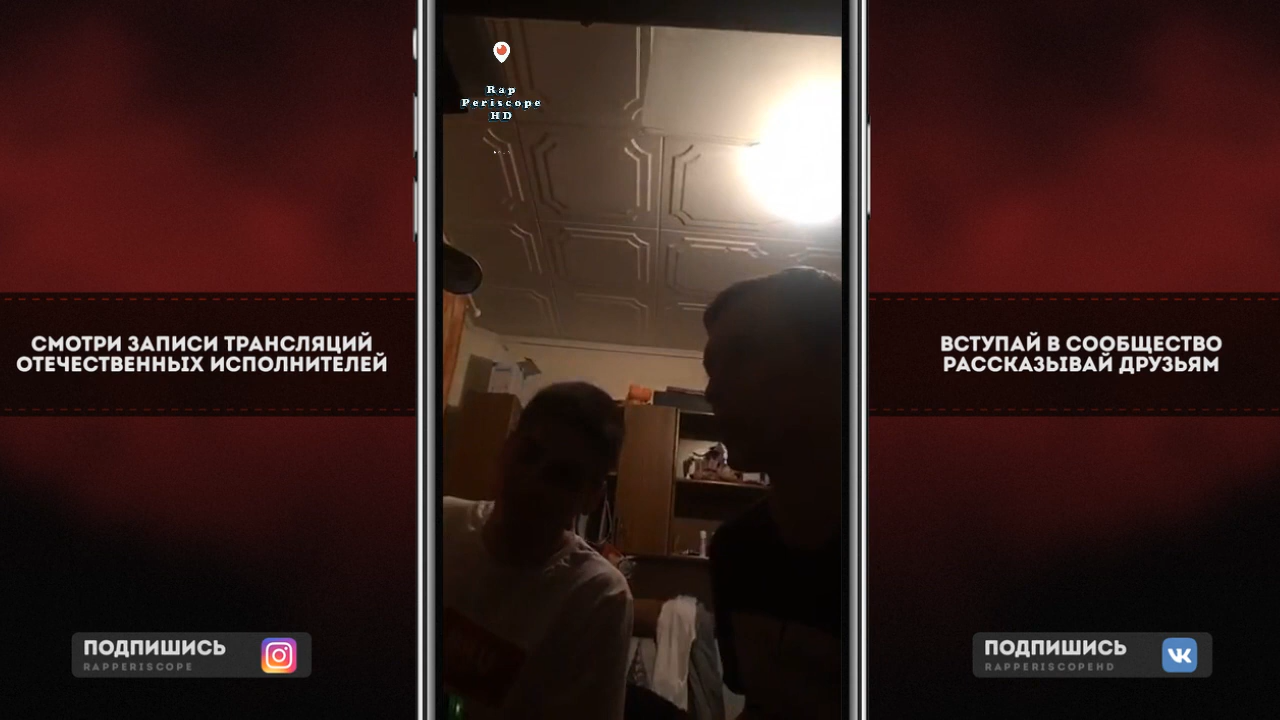 Rap
Periscope
HD
СМОТРИ ЗАПИСИ ТРАНСЛЯЦИЙ
ОТЕЧЕСТВЕННЫХ ИСПОЛНИТЕЛЕЙ
ВСТУПАЙ В СООБЩЕСТВО
РАССКАЗЫВАЙ ДРУЗЬЯМ
ПОДПИШИСЬ
RAPPERISCOPE
ПОДПИШИСЬ
RAPPERISCOPEHD